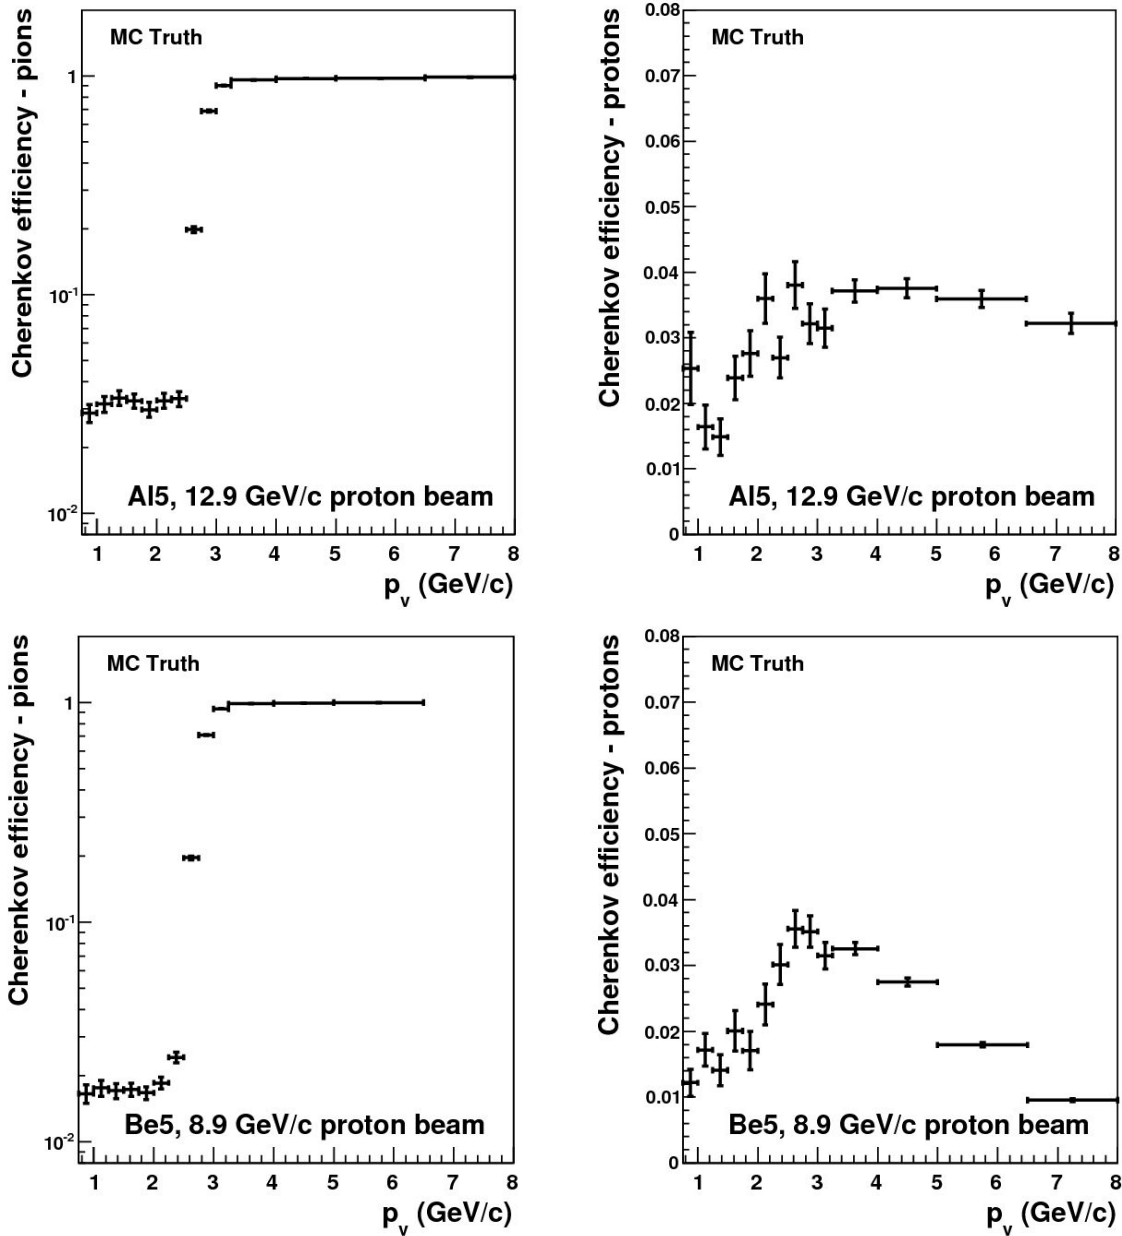 Cherenkov efficiency - pions
MC Truth
1
10-1
10-2
Al5, 12.9 GeV/c proton beam
1 2 3 4 5 6 7 8
pv (GeV/c)
Cherenkov efficiency - protons
MC Truth
0.08
0.07
0.06
0.05
0.04
0.03
0.02
0.01
0
Al5, 12.9 GeV/c proton beam
1 2 3 4 5 6 7 8
pv (GeV/c)
Cherenkov efficiency - pions
MC Truth
1
10-1
10-2
Be5, 8.9 GeV/c proton beam
1 2 3 4 5 6 7 8
pv (GeV/c)
Cherenkov efficiency - protons
MC Truth
0.08
0.07
0.06
0.05
0.04
0.03
0.02
0.01
0
Be5, 8.9 GeV/c proton beam
1 2 3 4 5 6 7 8
pv (GeV/c)